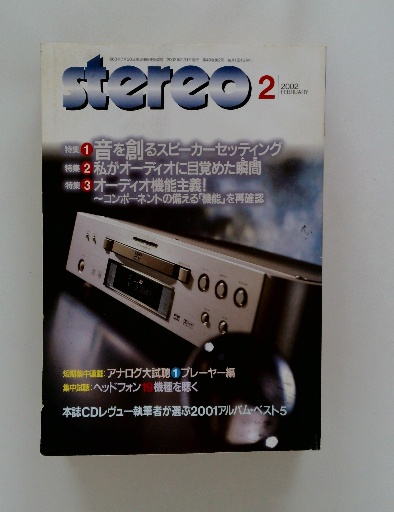 stereo
2
2002
FEBRUARY
特集1 音を創るスピーカーセッティング
特集2 私がオーディオに目覚めた瞬間
特集3 オーディオ機能主義!
〜コンポーネントの備える「機能」を再確認
短期集中連載:アナログ大試聴1プレーヤー編
集中試聴:ヘッドフォン 機種を聴く
本誌CDレヴュー執筆者が選ぶ2001アルバム・ベスト5